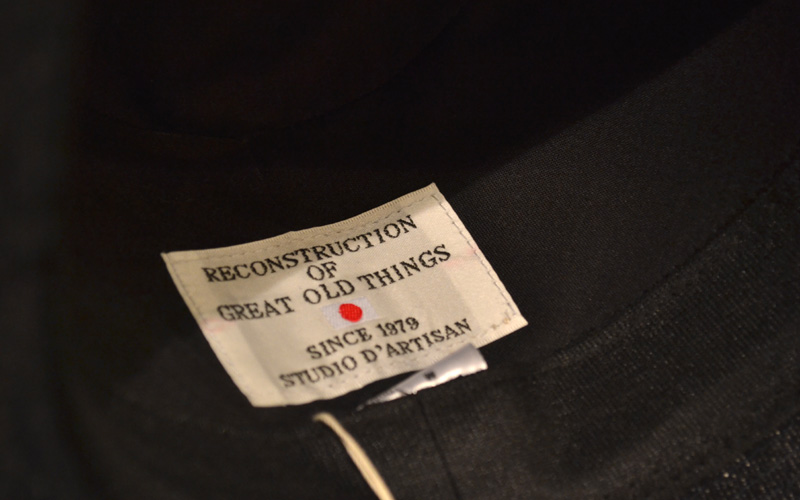 RECONSTRUCTION
OF
GREAT OLD THINGS
SINCE 1979
STUDIO D'ARTISAN